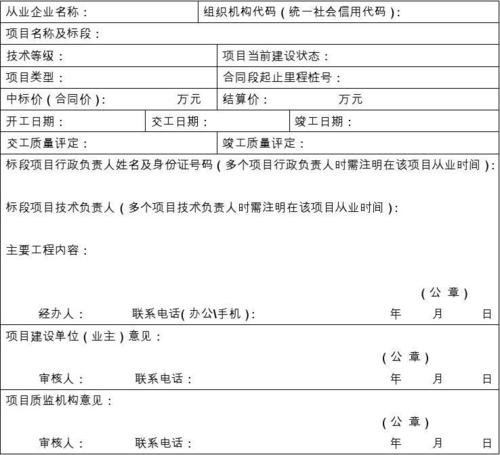 从业企业名称： 组织机构代码（统一社会信用代码）：
项目名称及标段：
技术等级： 项目当前建设状态：
项目类型： 合同段起止里程桩号：
中标价（合同价）： 万元 结算价： 万元
开工日期： 交工日期： 竣工日期：
交工质量评定： 竣工质量评定：
标段项目行政负责人姓名及身份证号码（多个项目行政负责人时需注明在该项目从业时间）：
标段项目技术负责人（多个项目技术负责人时需注明在该项目从业时间）：
主要工程内容：
（公 章）
经办人： 联系电话（办公\手机）： 年 月 日
项目建设单位（业主）意见：
（公 章）
审核人： 联系电话： 年 月 日
项目质监机构意见：
（公 章）
审核人： 联系电话： 年 月 日